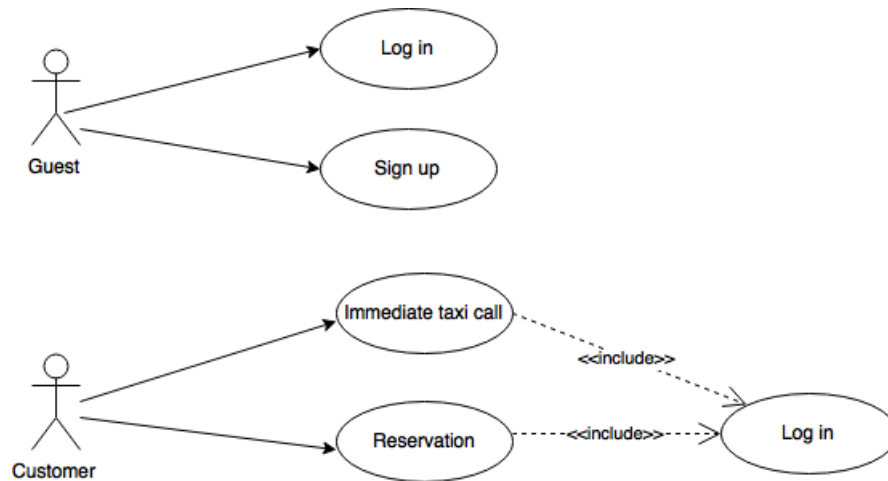 Log in
Guest
Sign up
Immediate taxi call
<<include>>
Customer
Reservation
<<include>>
Log in